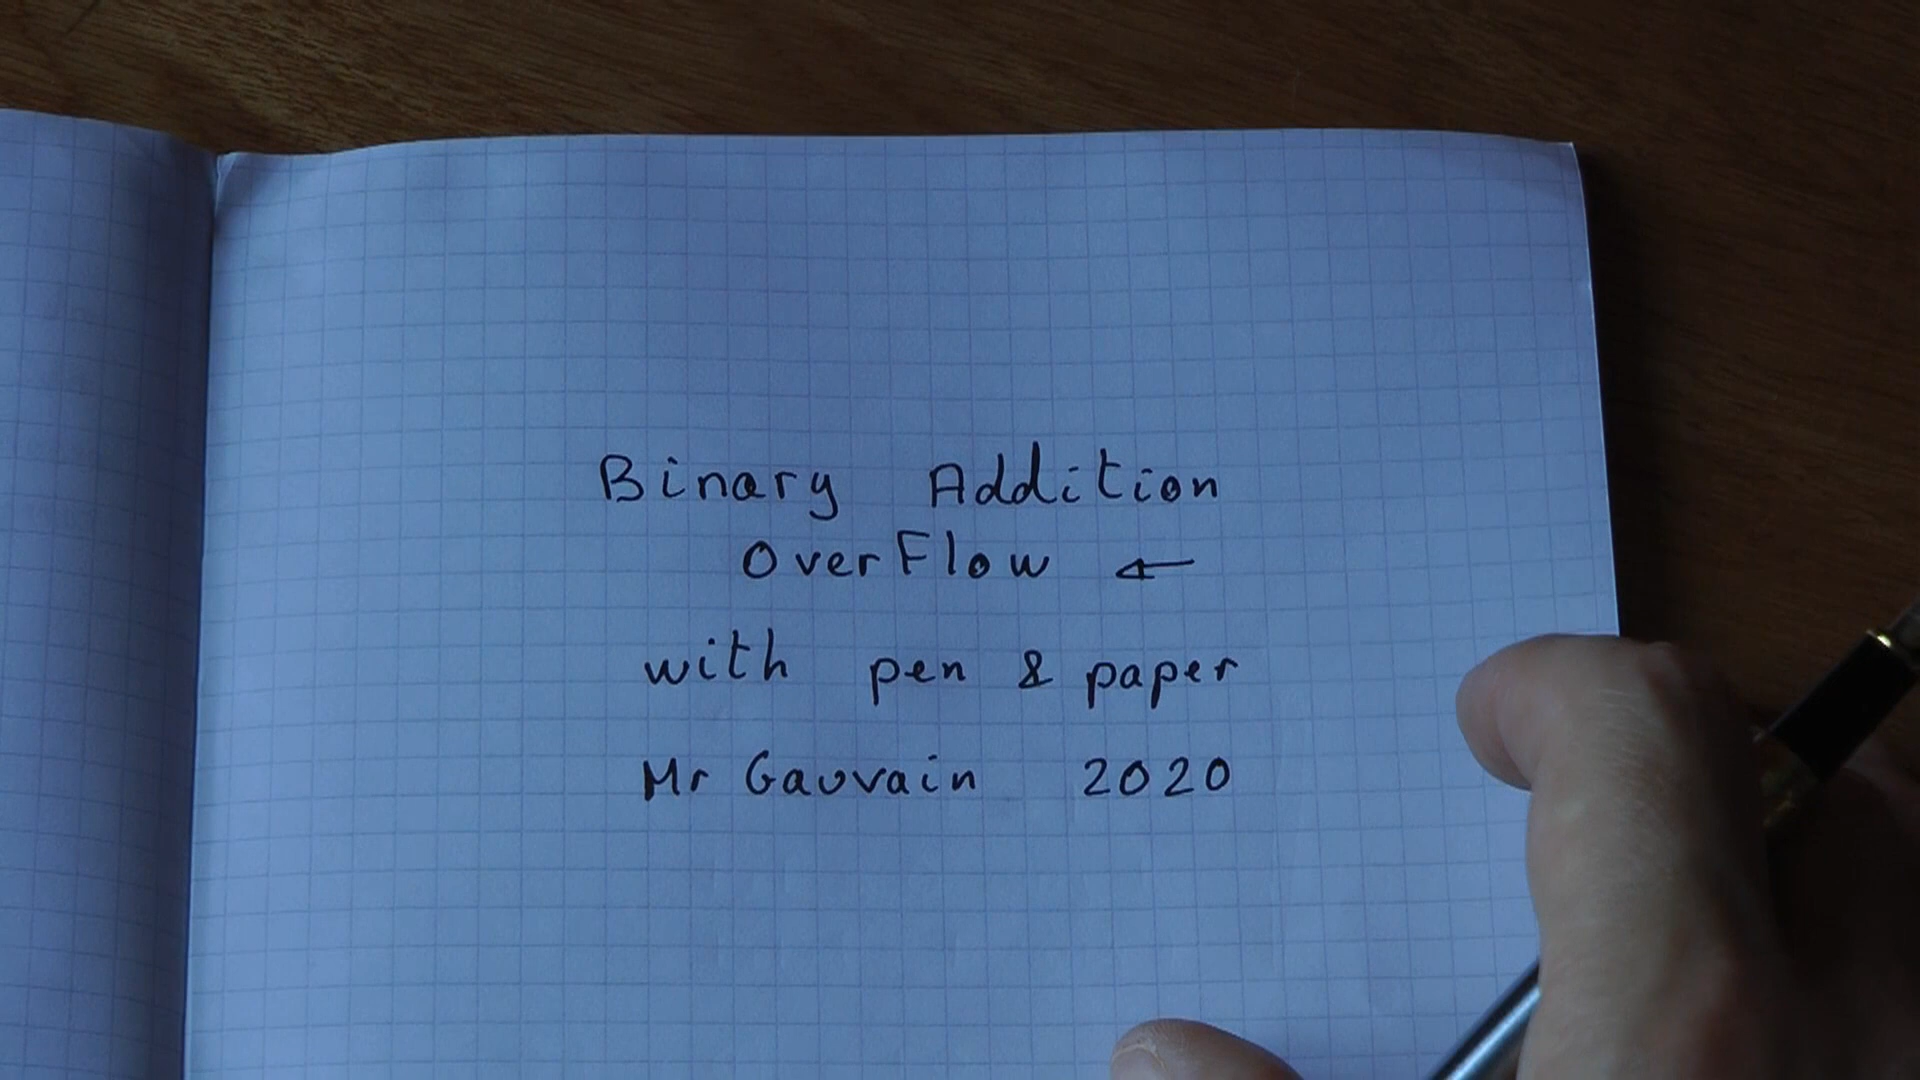 Binary Addition
OverFlow ←
with pen & paper
Mr Gauvain 2020